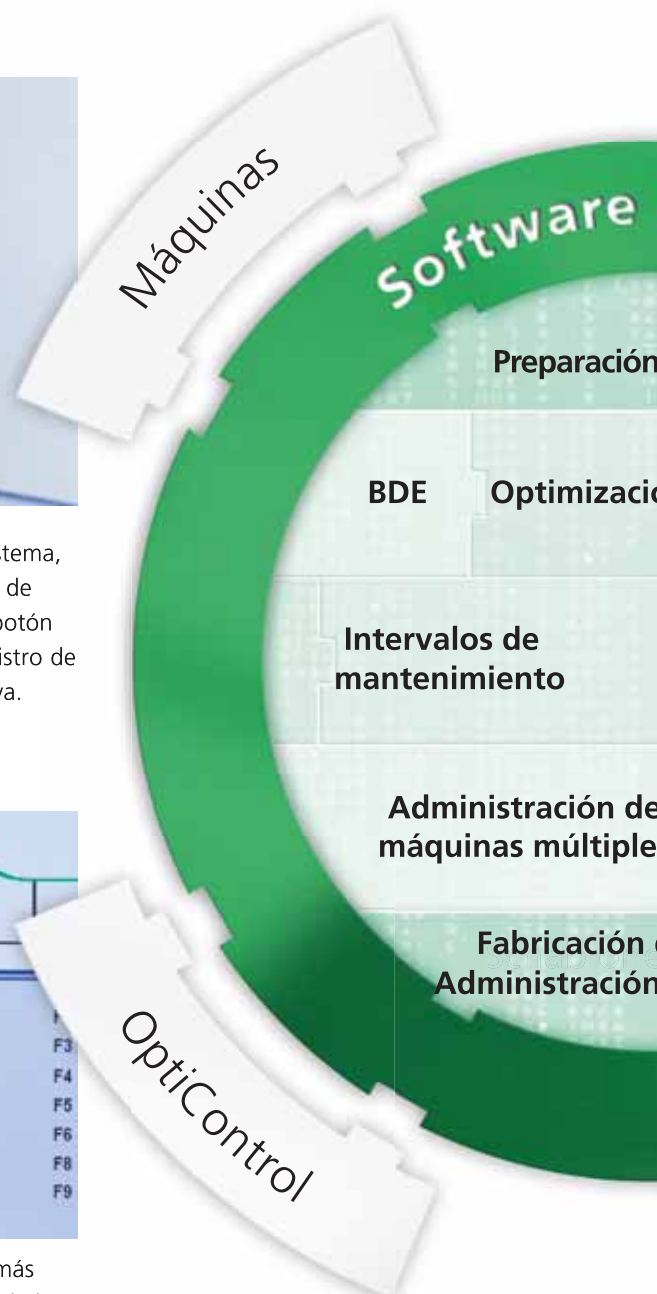 Máquinas
Software
Preparación
BDE
Optimizació
Intervalos de
mantenimiento
Administración de
máquinas múltiple
Fabricación
Administración
OptiControl
stema,
de
botón
istro de
va.
F3
F4
F5
F6
F8
F9
más